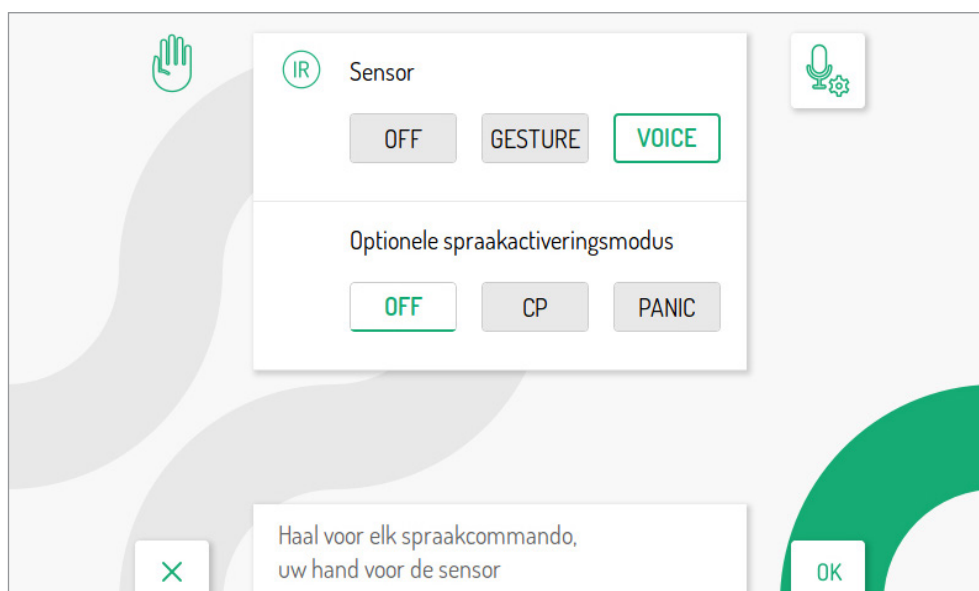 IR Sensor
OFF GESTURE VOICE
Optionele spraakactiveringsmodus
OFF CP PANIC
Haal voor elk spraakcommando,
uw hand voor de sensor
OK